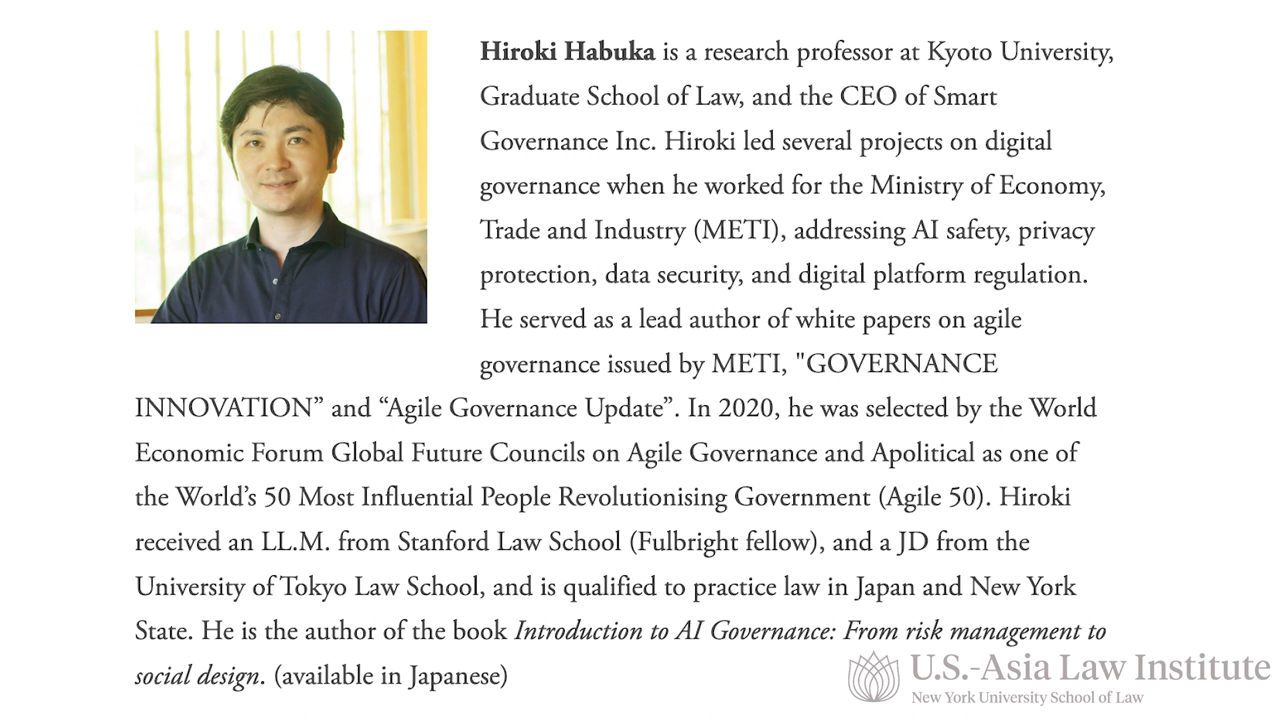 Hiroki Habuka is a research professor at Kyoto University,
Graduate School of Law, and the CEO of Smart
Governance Inc. Hiroki led several projects on digital
governance when he worked for the Ministry of Economy,
Trade and Industry (METI), addressing AI safety, privacy
protection, data security, and digital platform regulation.
He served as a lead author of white papers on agile
governance issued by METI, "GOVERNANCE
INNOVATION” and “Agile Governance Update”. In 2020, he was selected by the World
Economic Forum Global Future Councils on Agile Governance and Apolitical as one of
the World’s 50 Most Influential People Revolutionising Government (Agile 50). Hiroki
received an LL.M. from Stanford Law School (Fulbright fellow), and a JD from the
University of Tokyo Law School, and is qualified to practice law in Japan and New York
State. He is the author of the book Introduction to AI Governance: From risk management to
social design. (available in Japanese)
U.S.-Asia Law Institute
New York University School of Law